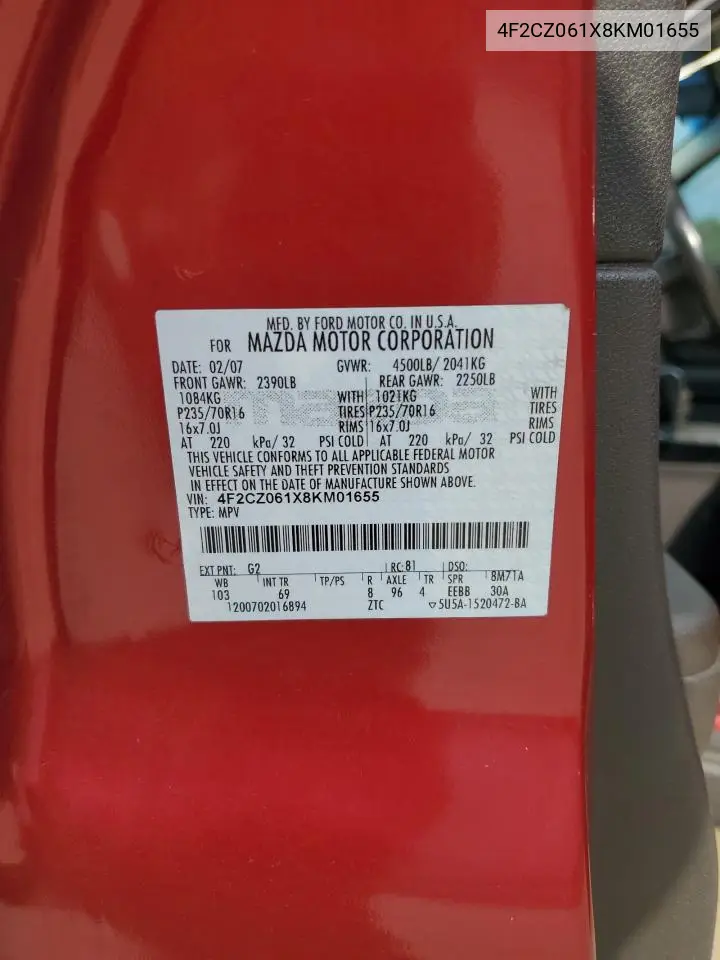 4F2CZ061X8KM01655
MFD. BY FORD MOTOR CO. IN U.S.A.
FOR MAZDA MOTOR CORPORATION
DATE: 02/07 GVWR: 4500LB/ 2041KG
FRONT GAWR: 2390LB REAR GAWR: 2250LB
1084KG WITH 1021KG WITH
P235/70R16 TIRES P235/70R16 TIRES
16x7.0J RIMS 16x7.0J RIMS
AT 220 kPa/ 32 PSI COLD AT 220 kPa/ 32 PSI COLD
THIS VEHICLE CONFORMS TO ALL APPLICABLE FEDERAL MOTOR
VEHICLE SAFETY AND THEFT PREVENTION STANDARDS
IN EFFECT ON THE DATE OF MANUFACTURE SHOWN ABOVE.
VIN: 4F2CZ061X8KM01655
TYPE: MPV
EXT PNT: G2 RC: 81 DSO:
WB INT TR TP/PS R AXLE TR SPR 8M71A
103 69 8 96 4 EEBB 30A
1200702016894 ZTC ▽5U5A-1520472-BA